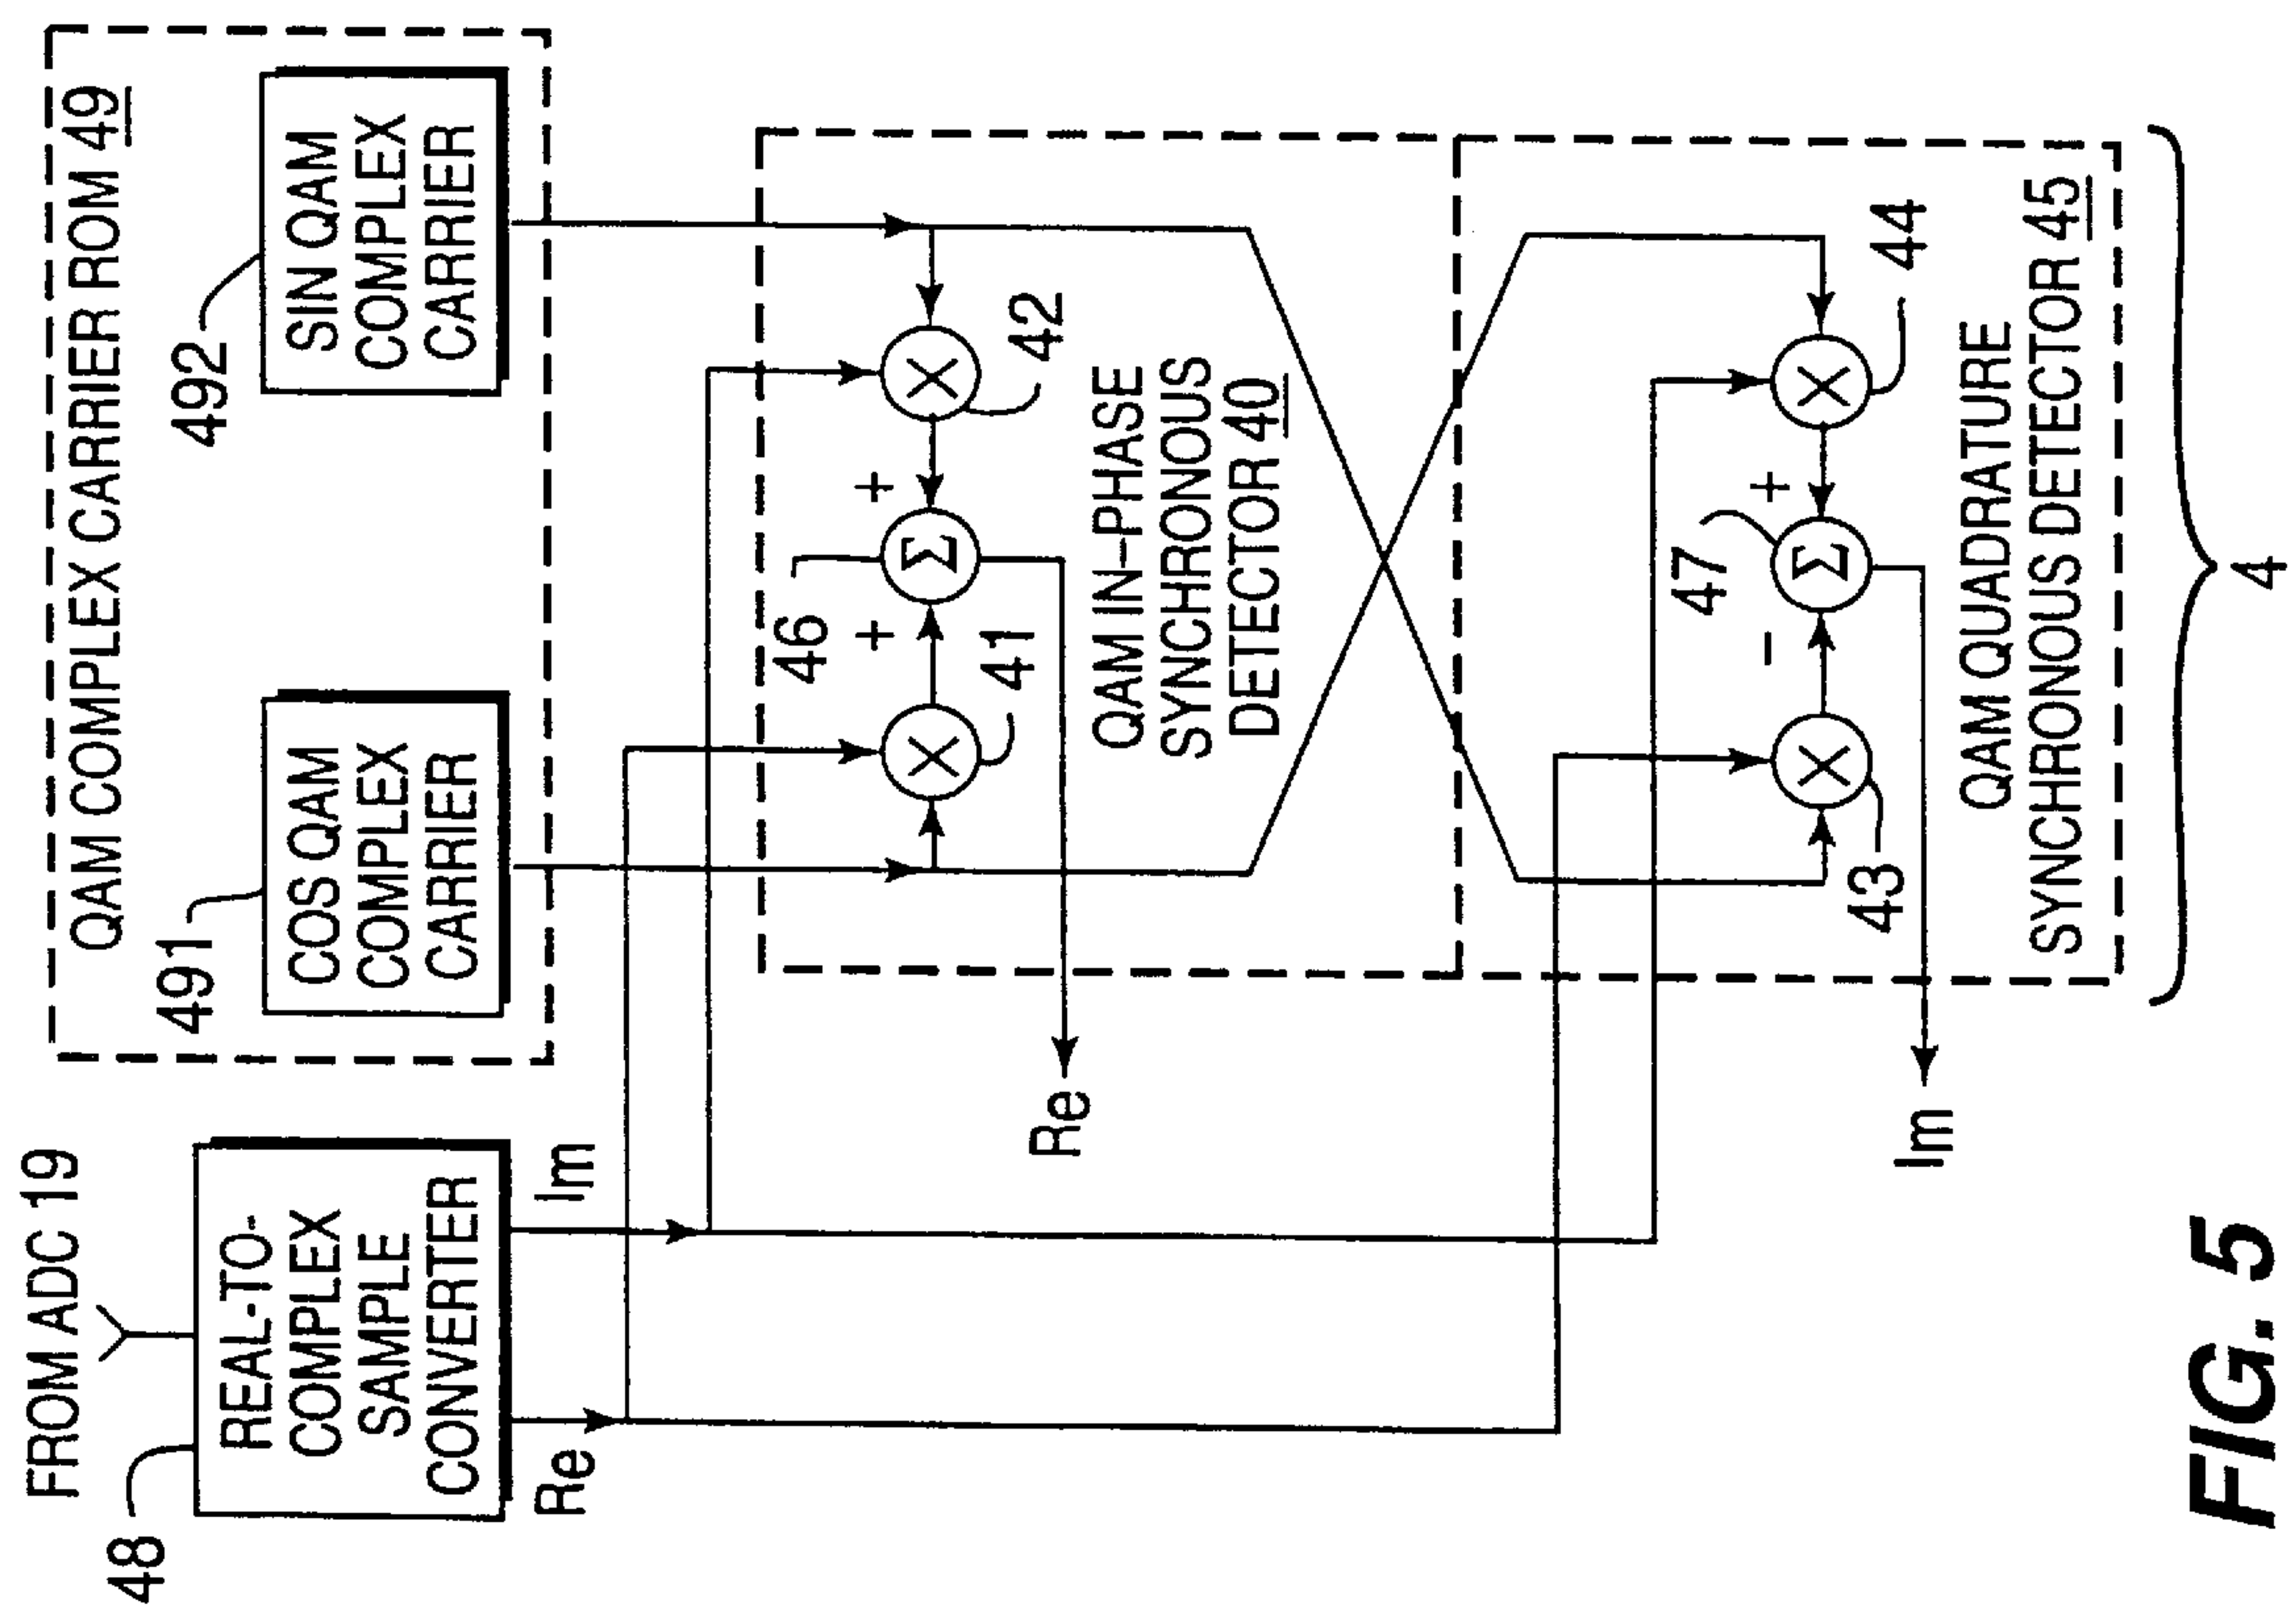 FROM ADC 19
48
REAL-TO-
COMPLEX
SAMPLE
CONVERTER
Re
Im
QAM COMPLEX CARRIER ROM 49
491
COS QAM
COMPLEX
CARRIER
492
SIN QAM
COMPLEX
CARRIER
46
+
+
Σ
X
X
41
42
QAM IN-PHASE
SYNCHRONOUS
DETECTOR 40
Re
47
-
+
Σ
X
X
43
44
QAM QUADRATURE
SYNCHRONOUS DETECTOR 45
Im
4
FIG. 5